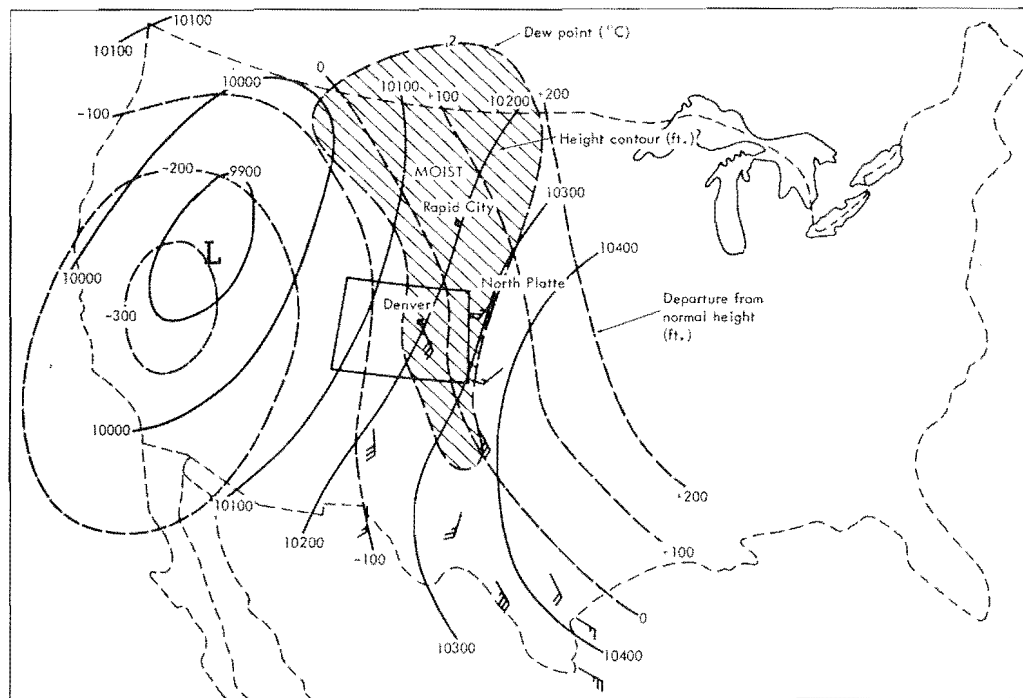 10100
10100
Dew point (°C)
.2
0
10000
10100
+100
10200
+200
-100
Height contour (ft.)
-200
9900
MOIST
10300
Rapid City
L
10400
10000
North Platte
Denver
-300
Departure from
normal height
(ft.)
10000
10100
+200
10200
-100
+100
0
10300
10400